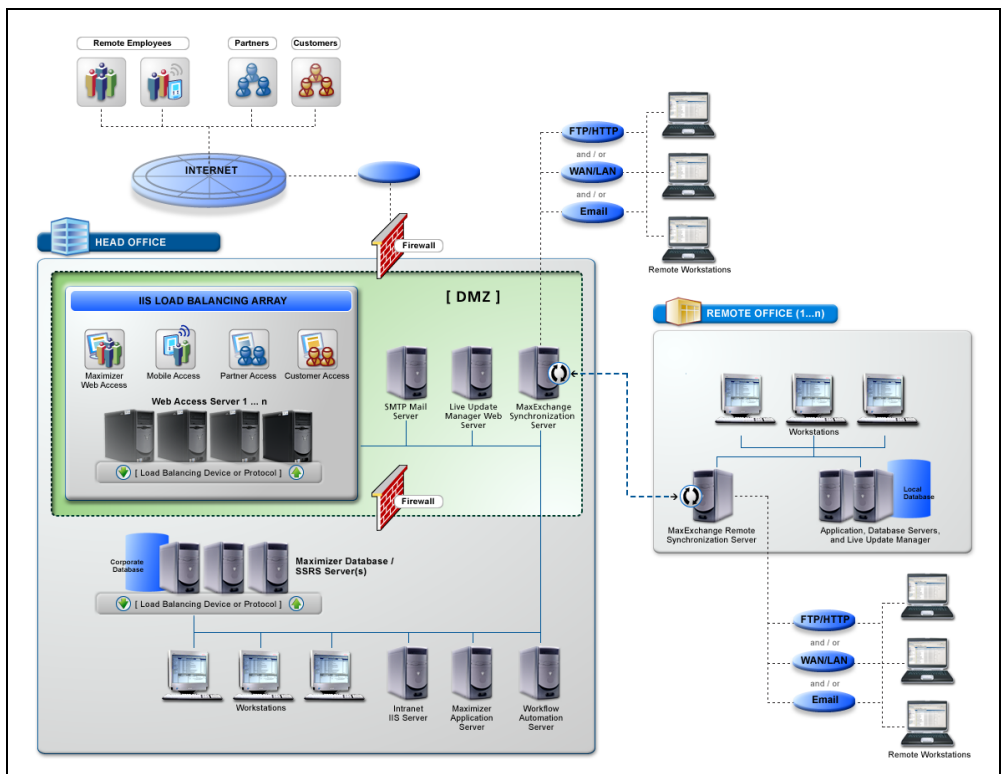 Remote Employees
Partners
Customers
INTERNET
FTP/HTTP
and / or
WAN/LAN
and / or
Email
Remote Workstations
HEAD OFFICE
Firewall
[ DMZ ]
IIS LOAD BALANCING ARRAY
Maximizer
Web Access
Mobile Access
Partner Access
Customer Access
Web Access Server 1 ... n
[ Load Balancing Device or Protocol ]
SMTP Mail
Server
Live Update
Manager Web
Server
MaxExchange
Synchronization
Server
Firewall
REMOTE OFFICE (1...n)
Workstations
Local
Database
MaxExchange Remote
Synchronization Server
Application, Database Servers,
and Live Update Manager
Corporate
Database
Maximizer Database /
SSRS Server(s)
[ Load Balancing Device or Protocol ]
Workstations
Intranet
IIS Server
Maximizer
Application
Server
Workflow
Automation
Server
FTP/HTTP
and / or
WAN/LAN
and / or
Email
Remote Workstations